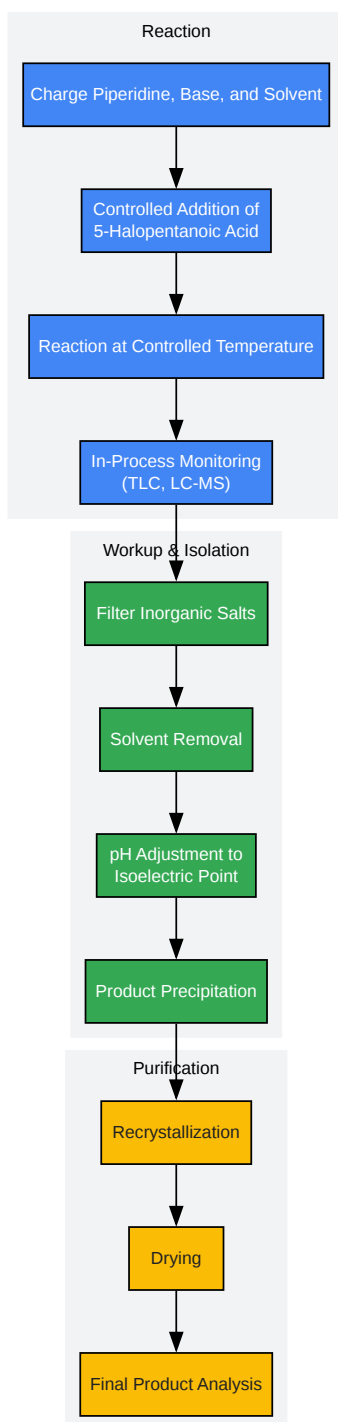 Reaction
Charge Piperidine, Base, and Solvent
Controlled Addition of
5-Halopentanoic Acid
Reaction at Controlled Temperature
In-Process Monitoring
(TLC, LC-MS)
Workup & Isolation
Filter Inorganic Salts
Solvent Removal
pH Adjustment to
Isoelectric Point
Product Precipitation
Purification
Recrystallization
Drying
Final Product Analysis